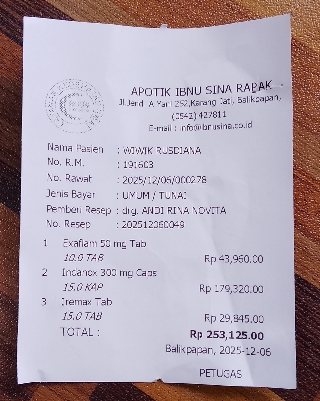 APOTIK IBNU SINA RAPAK
Jl.Jend. A.Yani 252,Karang Jati, Balikpapan,
(0542) 427811
E-mail : info@ibnusina.co.id
Nama Pasien : WIWIK RUSDIANA
No. R.M. : 191603
No. Rawat : 2025/12/06/000278
Jenis Bayar : UMUM / TUNAI
Pemberi Resep : drg. ANDI RINA NOVITA
No. Resep : 202512060049
1 Exaflam 50 mg Tab
10.0 TAB Rp 43,960.00
2 Indanox 300 mg Caps
15.0 KAP Rp 179,320.00
3 Iremax Tab
15.0 TAB Rp 29,845.00
TOTAL : Rp 253,125.00
Balikpapan, 2025-12-06
PETUGAS